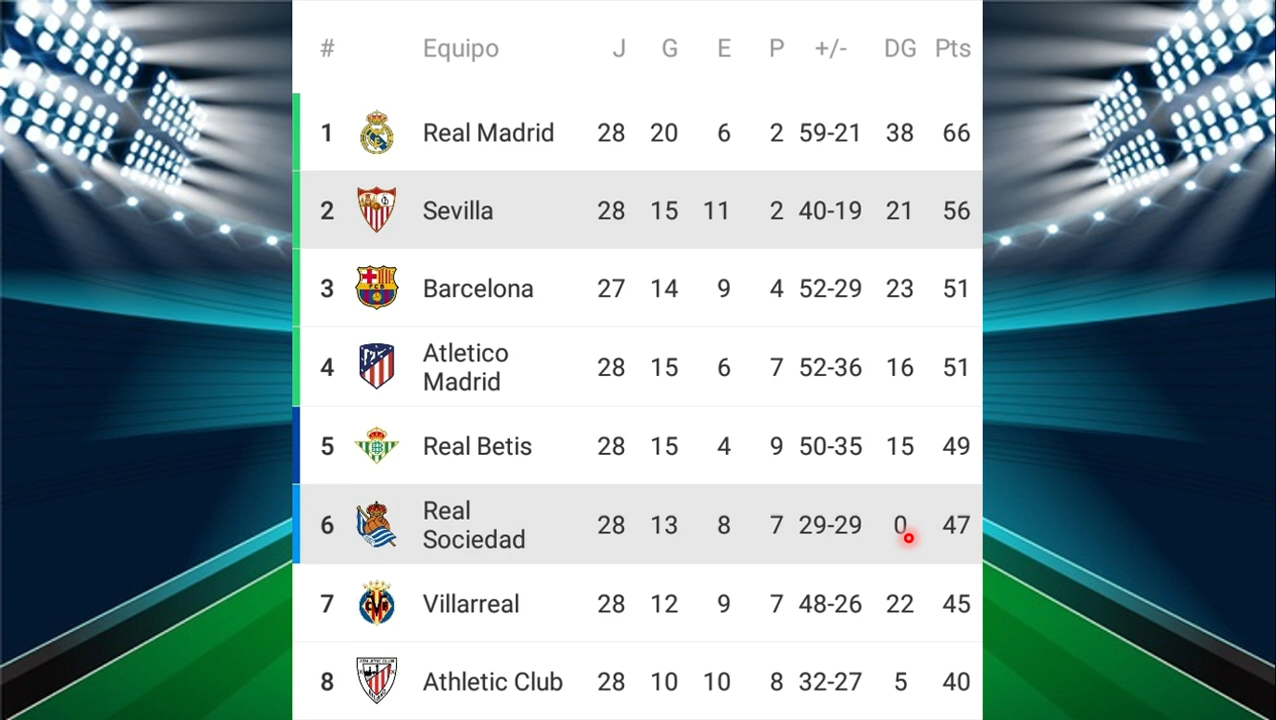 # Equipo J G E P +/- DG Pts
1 Real Madrid 28 20 6 2 59-21 38 66
2 Sevilla 28 15 11 2 40-19 21 56
3 Barcelona 27 14 9 4 52-29 23 51
4 Atletico Madrid 28 15 6 7 52-36 16 51
5 Real Betis 28 15 4 9 50-35 15 49
6 Real Sociedad 28 13 8 7 29-29 0 47
7 Villarreal 28 12 9 7 48-26 22 45
8 Athletic Club 28 10 10 8 32-27 5 40